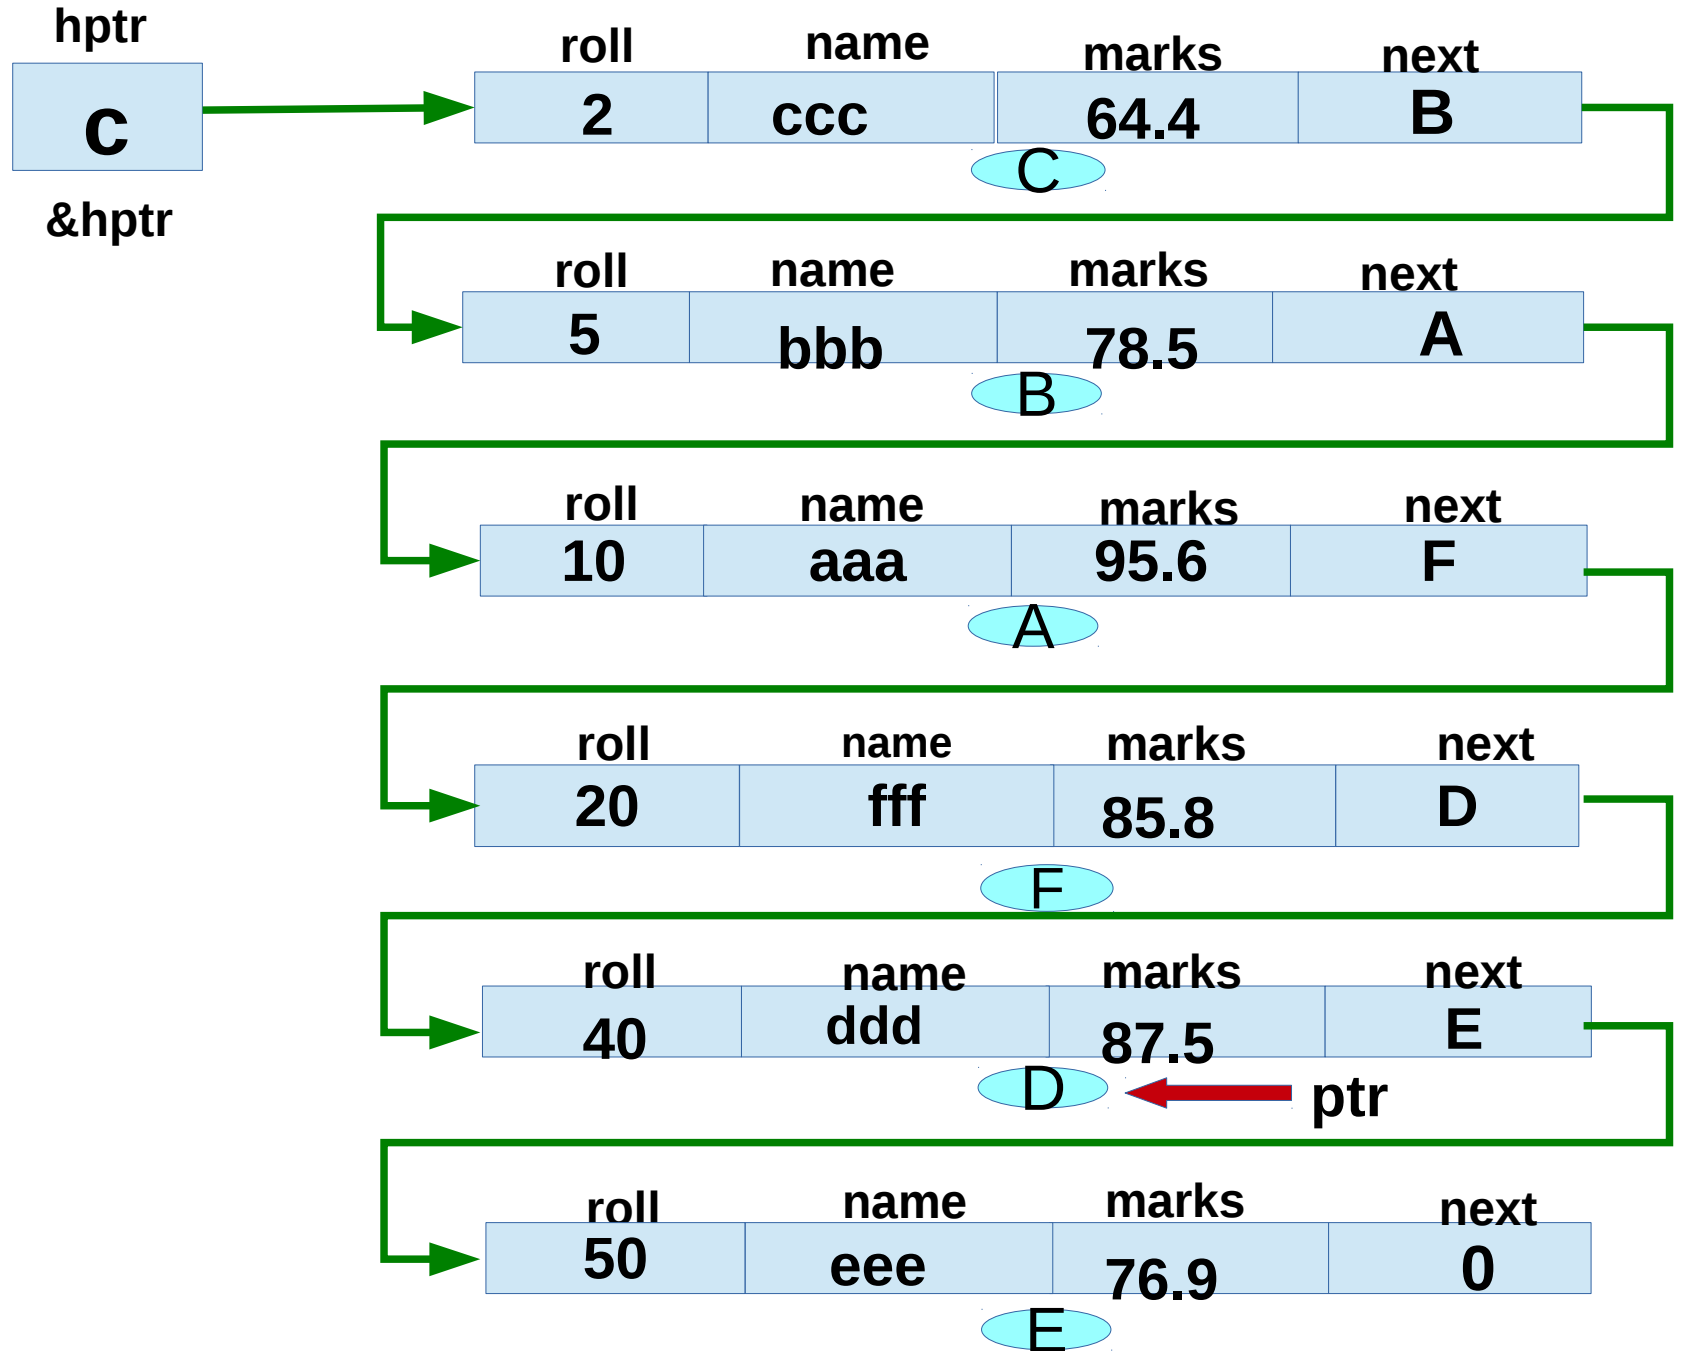 hptr
c
&hptr
roll name marks next
2 ccc 64.4 B
C
roll name marks next
5 bbb 78.5 A
B
roll name marks next
10 aaa 95.6 F
A
roll name marks next
20 fff 85.8 D
F
roll name marks next
40 ddd 87.5 E
D ptr
roll name marks next
50 eee 76.9 0
E